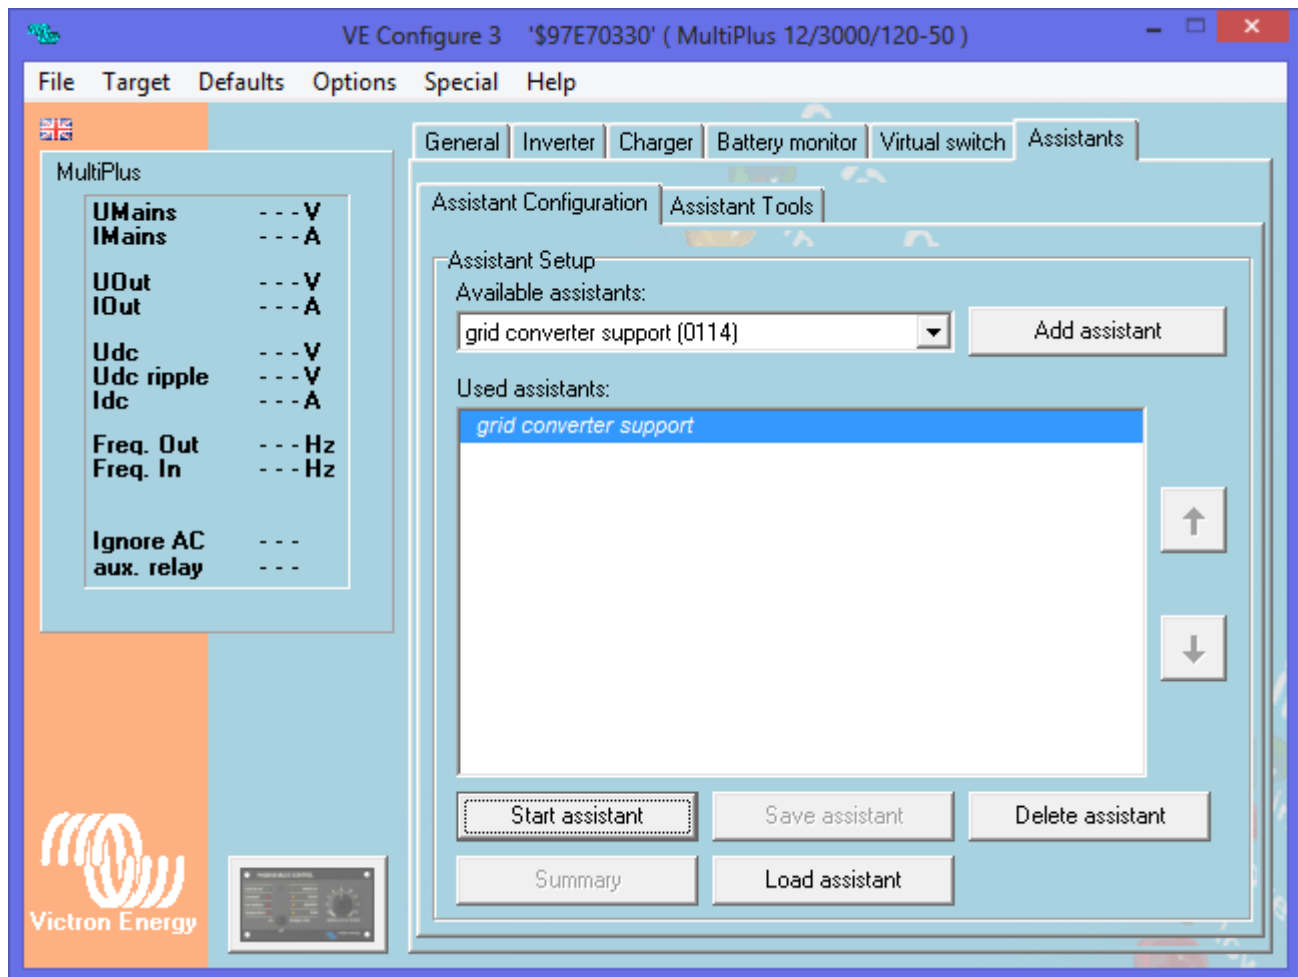 VE Configure 3 '$97E70330' ( MultiPlus 12/3000/120-50 )
File Target Defaults Options Special Help
General Inverter Charger Battery monitor Virtual switch Assistants
MultiPlus
UMains - - - V
IMains - - - A
UOut - - - V
IOut - - - A
Udc - - - V
Udc ripple - - - V
Idc - - - A
Freq. Out - - - Hz
Freq. In - - - Hz
Ignore AC - - -
aux. relay - - -
Assistant Configuration Assistant Tools
Assistant Setup
Available assistants:
grid converter support (0114) Add assistant
Used assistants:
grid converter support
Start assistant Save assistant Delete assistant
Summary Load assistant
Victron Energy